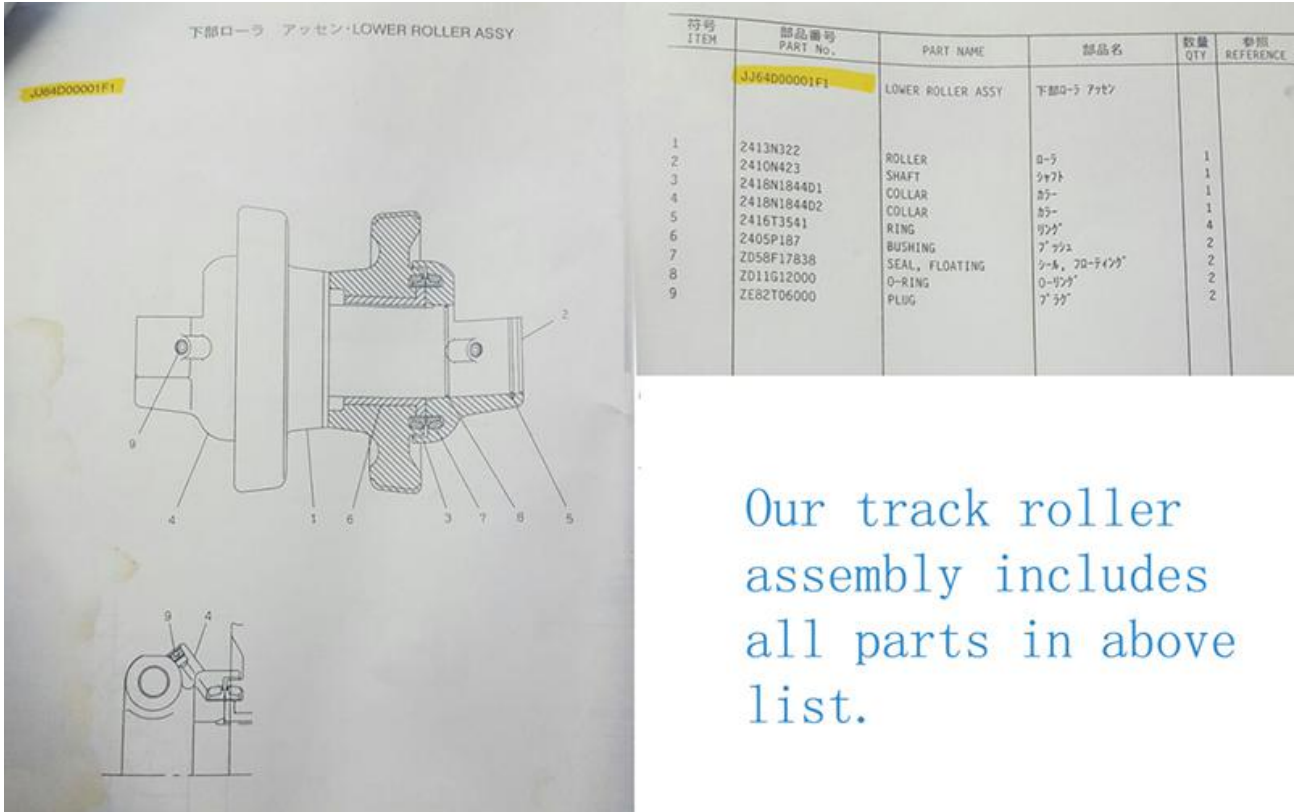 下部ローラ アッセン・LOWER ROLLER ASSY
JJ64D00001F1
2
9
4 1 6 3 7 8 5
9 4
符号 部品番号 数量 参照
ITEM PART No. PART NAME 部品名 QTY REFERENCE
JJ64D00001F1 LOWER ROLLER ASSY 下部ローラ アッセン
1 2413N322 ROLLER ローラ 1
2 2410N423 SHAFT シャフト 1
3 2418N1844D1 COLLAR カラー 1
4 2418N1844D2 COLLAR カラー 1
5 2416T3541 RING リング 4
6 2405P187 BUSHING ブッシュ 2
7 ZD58F17838 SEAL, FLOATING シール, フローティング 2
8 ZD11G12000 O-RING O-リング 2
9 ZE82T06000 PLUG プラグ 2
Our track roller
assembly includes
all parts in above
list.